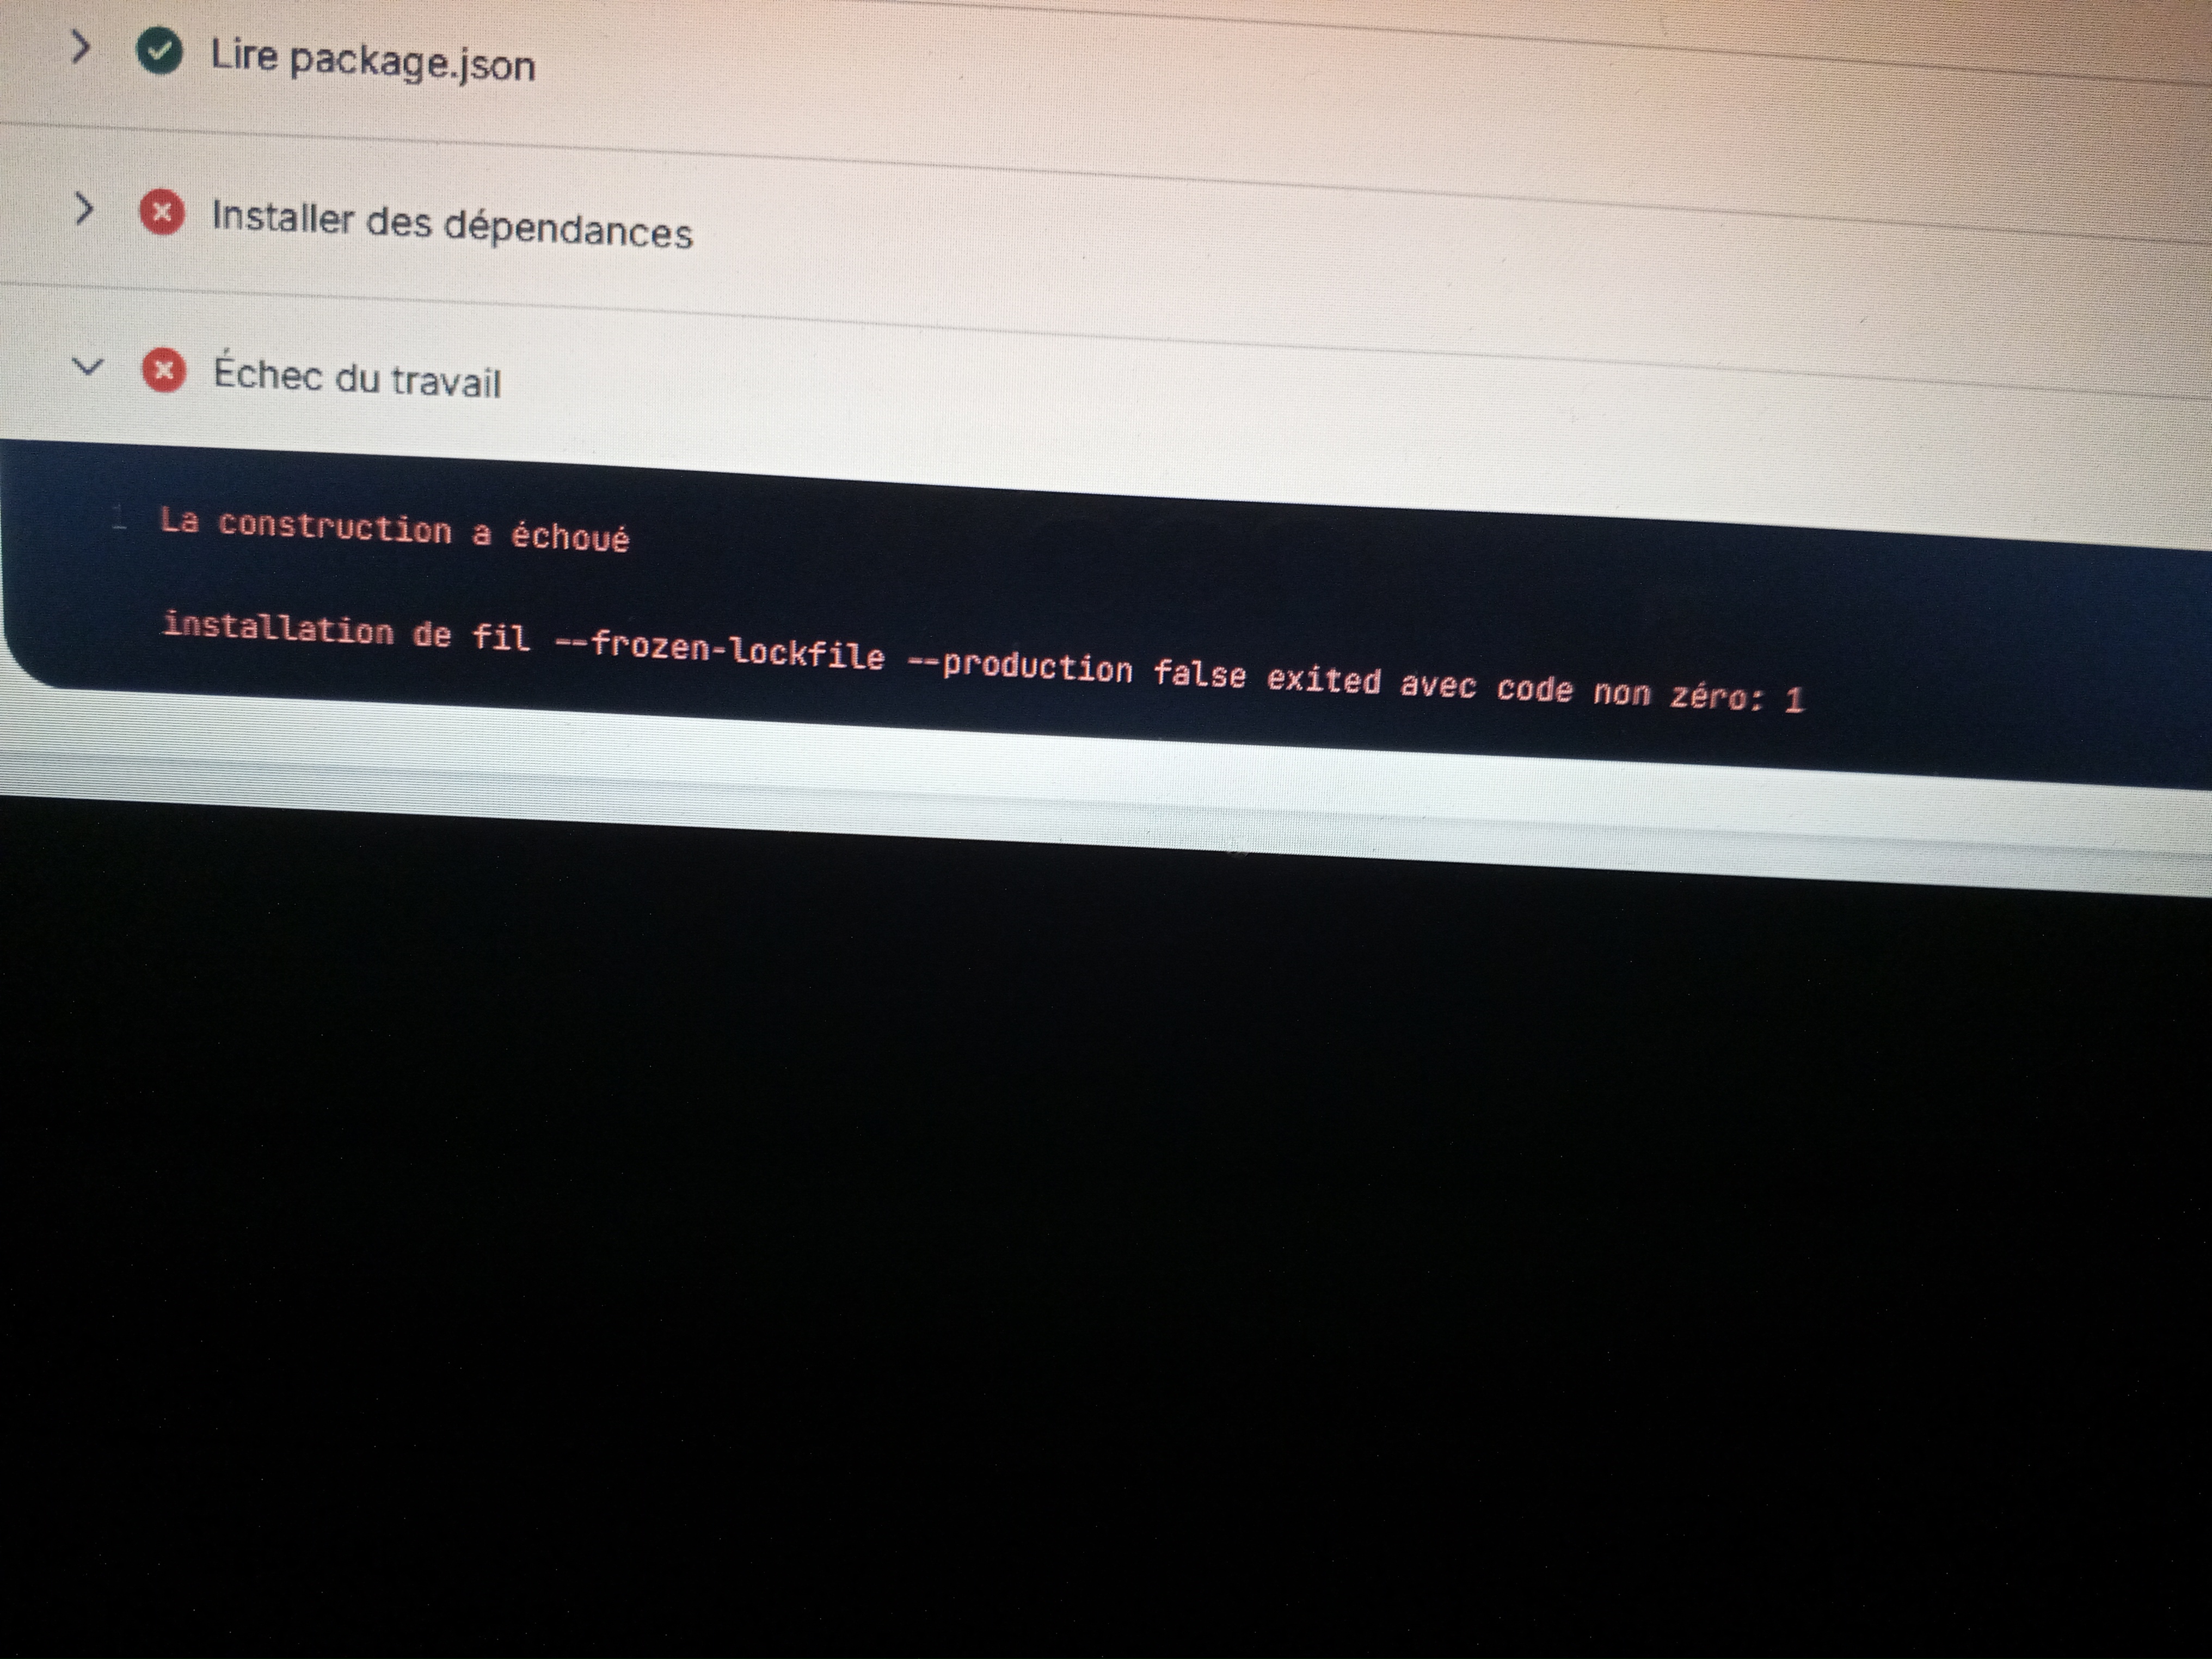 Lire package.json
Installer des dépendances
Échec du travail
1 La construction a échoué
installation de fil --frozen-lockfile --production false exited avec code non zéro: 1